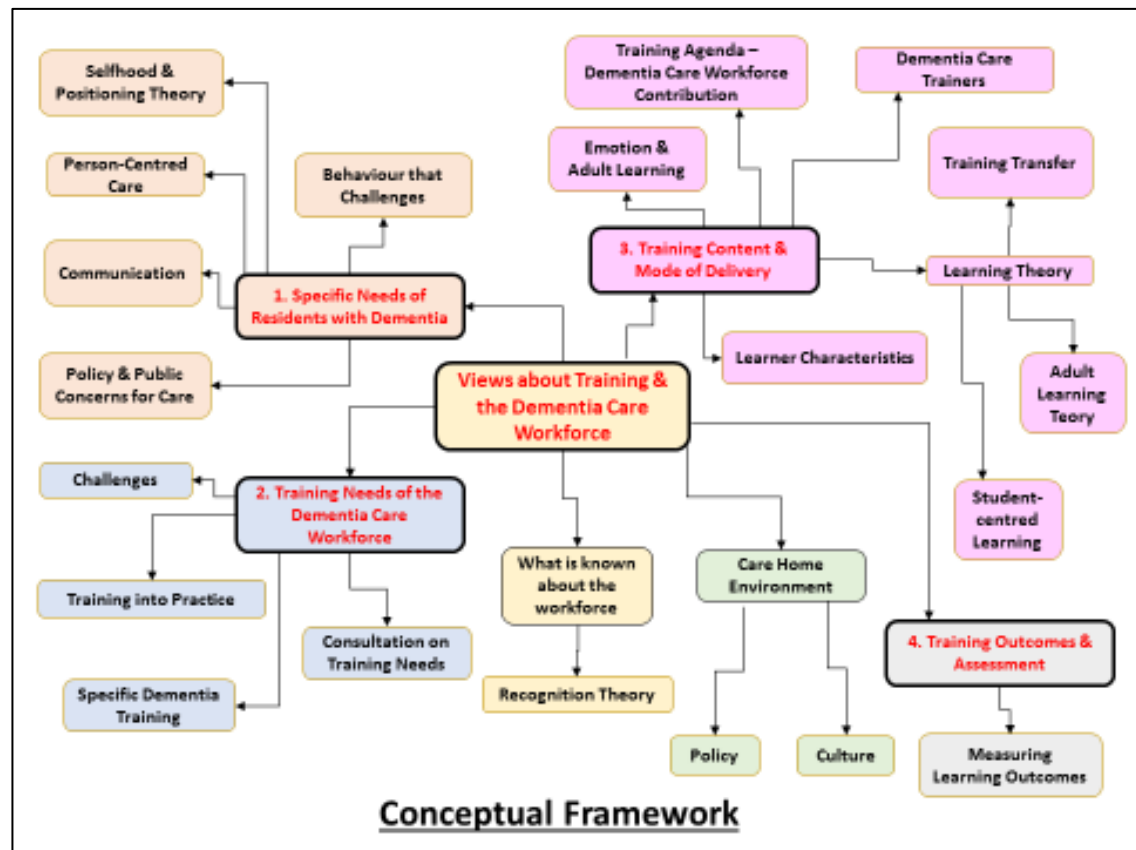 Selfhood &
Positioning Theory
Person-Centred
Care
Communication
Policy & Public
Concerns for Care
Behaviour that
Challenges
1. Specific Needs of
Residents with Dementia
Training Agenda –
Dementia Care Workforce
Contribution
Dementia Care
Trainers
Emotion &
Adult Learning
Training Transfer
3. Training Content &
Mode of Delivery
Learning Theory
Learner Characteristics
Adult
Learning
Teory
Student-
centred
Learning
Views about Training &
the Dementia Care
Workforce
Challenges
2. Training Needs of the
Dementia Care
Workforce
Training into Practice
Consultation on
Training Needs
Specific Dementia
Training
What is known
about the
workforce
Recognition Theory
Care Home
Environment
Policy
Culture
4. Training Outcomes &
Assessment
Measuring
Learning Outcomes
Conceptual Framework